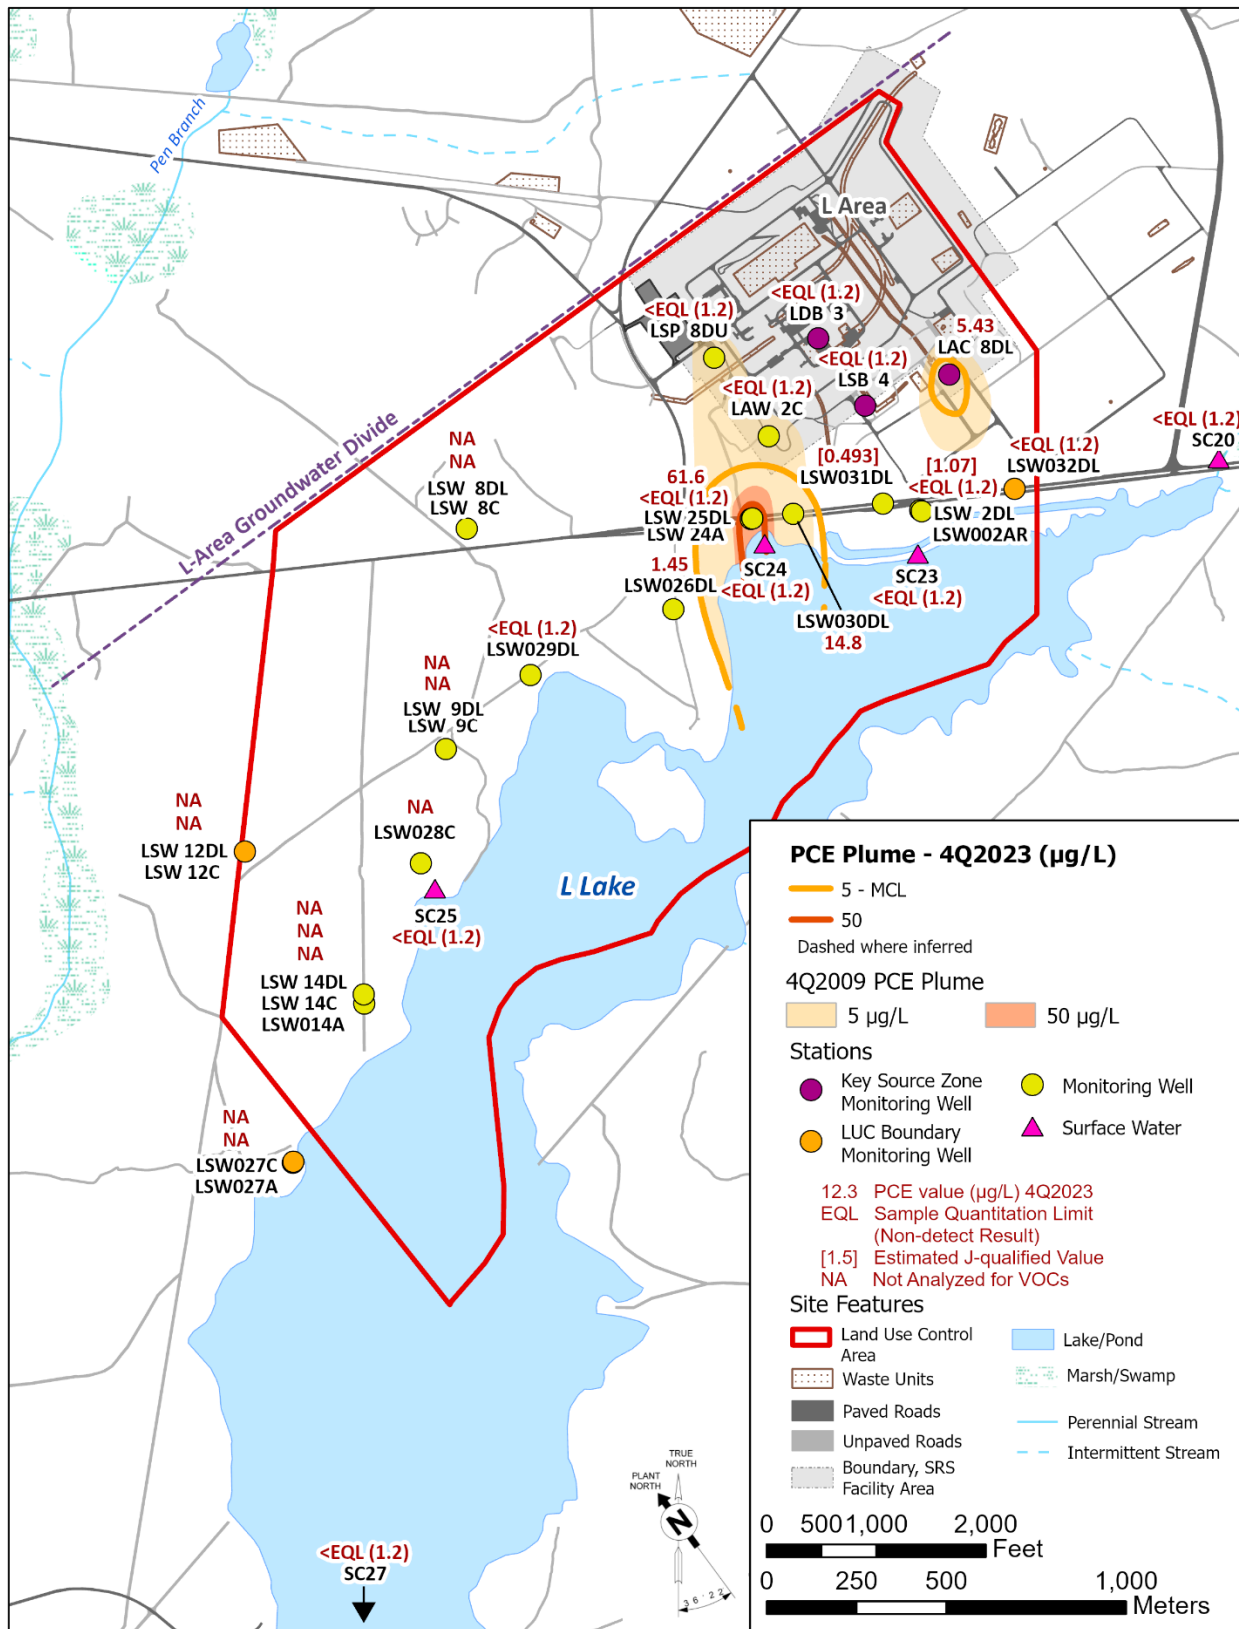 Pen Branch
L Area
L-Area Groundwater Divide
<EQL (1.2)
LSP 8DU
<EQL (1.2)
LDB 3
<EQL (1.2)
LSB 4
5.43
LAC 8DL
<EQL (1.2)
LAW 2C
<EQL (1.2)
SC20
<EQL (1.2)
LSW032DL
[0.493]
LSW031DL
[1.07]
<EQL (1.2)
LSW 2DL
LSW002AR
61.6
<EQL (1.2)
LSW 25DL
LSW 24A
NA
NA
LSW 8DL
LSW 8C
1.45
LSW026DL
SC24
<EQL (1.2)
SC23
<EQL (1.2)
LSW030DL
14.8
<EQL (1.2)
LSW029DL
NA
NA
LSW 9DL
LSW 9C
NA
NA
LSW 12DL
LSW 12C
NA
LSW028C
SC25
<EQL (1.2)
L Lake
NA
NA
NA
LSW 14DL
LSW 14C
LSW014A
NA
NA
LSW027C
LSW027A
<EQL (1.2)
SC27
TRUE
NORTH
PLANT
NORTH
N
36°22'
PCE Plume - 4Q2023 (µg/L)
5 - MCL
50
Dashed where inferred
4Q2009 PCE Plume
5 µg/L
50 µg/L
Stations
Key Source Zone
Monitoring Well
Monitoring Well
LUC Boundary
Monitoring Well
Surface Water
12.3 PCE value (µg/L) 4Q2023
EQL Sample Quantitation Limit
(Non-detect Result)
[1.5] Estimated J-qualified Value
NA Not Analyzed for VOCs
Site Features
Land Use Control
Area
Lake/Pond
Waste Units
Marsh/Swamp
Paved Roads
Perennial Stream
Unpaved Roads
Intermittent Stream
Boundary, SRS
Facility Area
0 500 1,000 2,000
Feet
0 250 500 1,000
Meters